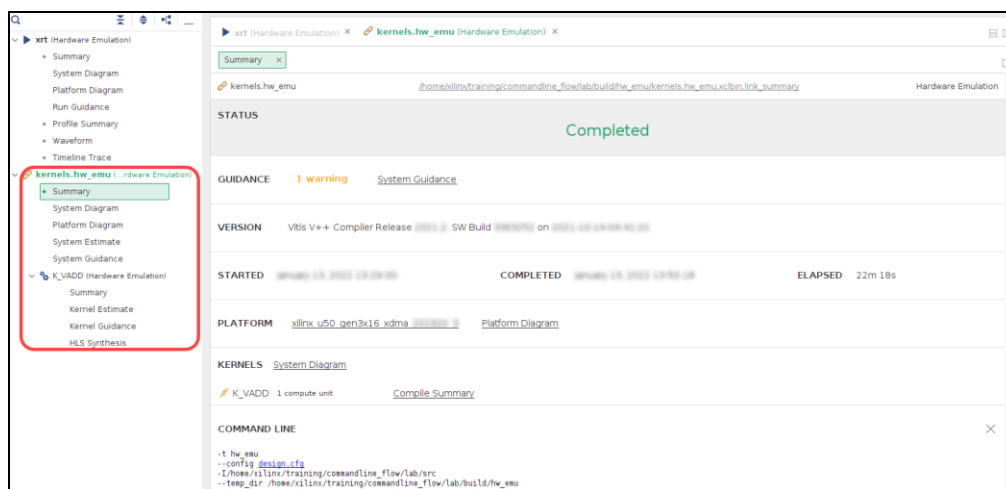 xrt (Hardware Emulation)
Summary
System Diagram
Platform Diagram
Run Guidance
Profile Summary
Waveform
Timeline Trace
kernels.hw_emu (...rdware Emulation)
Summary
System Diagram
Platform Diagram
System Estimate
System Guidance
K_VADD (Hardware Emulation)
Summary
Kernel Estimate
Kernel Guidance
HLS Synthesis
xrt (Hardware Emulation) × kernels.hw_emu (Hardware Emulation) ×
Summary ×
kernels.hw_emu /home/xilinx/training/commandline_flow/lab/build/hw_emu/kernels.hw_emu.xclbin.link_summary Hardware Emulation
STATUS
Completed
GUIDANCE 1 warning System Guidance
VERSION Vitis V++ Compiler Release SW Build on
STARTED COMPLETED ELAPSED 22m 18s
PLATFORM xilinx_u50_gen3x16_xdma Platform Diagram
KERNELS System Diagram
K_VADD 1 compute unit Compile Summary
COMMAND LINE
-t hw_emu
--config design.cfg
-I/home/xilinx/training/commandline_flow/lab/src
--temp_dir /home/xilinx/training/commandline_flow/lab/build/hw_emu